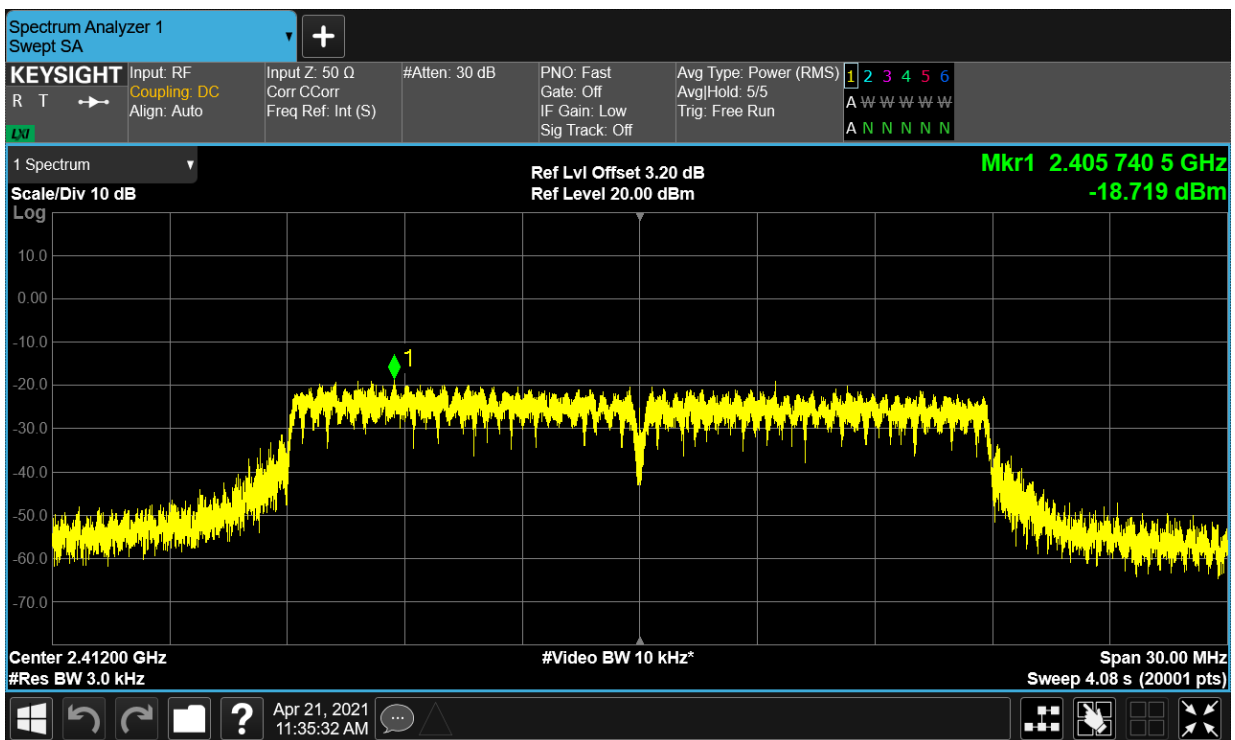 Spectrum Analyzer 1
Swept SA
KEYSIGHT
R T
LXI
Input: RF
Coupling: DC
Align: Auto
Input Z: 50 Ω
Corr CCorr
Freq Ref: Int (S)
#Atten: 30 dB
PNO: Fast
Gate: Off
IF Gain: Low
Sig Track: Off
Avg Type: Power (RMS)
Avg|Hold: 5/5
Trig: Free Run
1 2 3 4 5 6
A W W W W W
A N N N N N
1 Spectrum
Scale/Div 10 dB
Log
Ref Lvl Offset 3.20 dB
Ref Level 20.00 dBm
Mkr1 2.405 740 5 GHz
-18.719 dBm
10.0
0.00
-10.0
1
-20.0
-30.0
-40.0
-50.0
-60.0
-70.0
Center 2.41200 GHz
#Res BW 3.0 kHz
#Video BW 10 kHz*
Span 30.00 MHz
Sweep 4.08 s (20001 pts)
?
Apr 21, 2021
11:35:32 AM